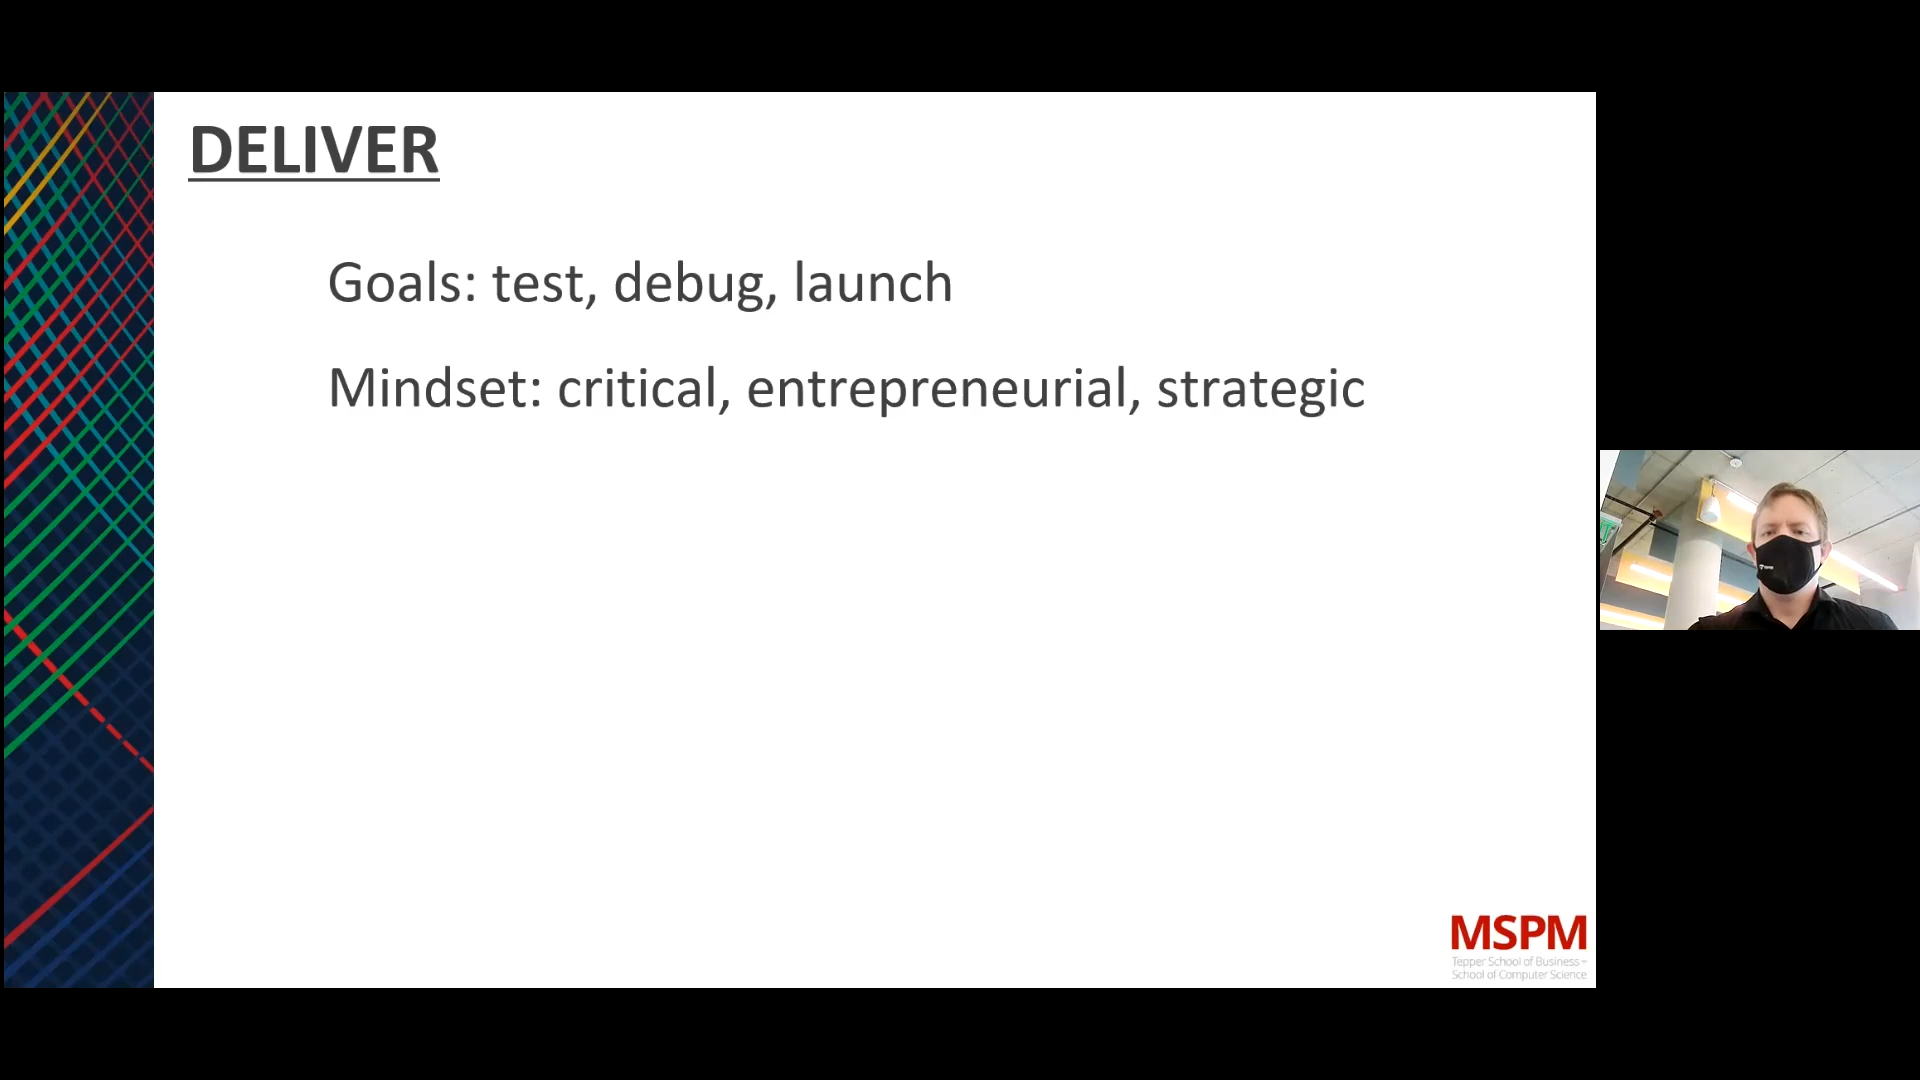 DELIVER
Goals: test, debug, launch
Mindset: critical, entrepreneurial, strategic
MSPM
Tepper School of Business –
School of Computer Science